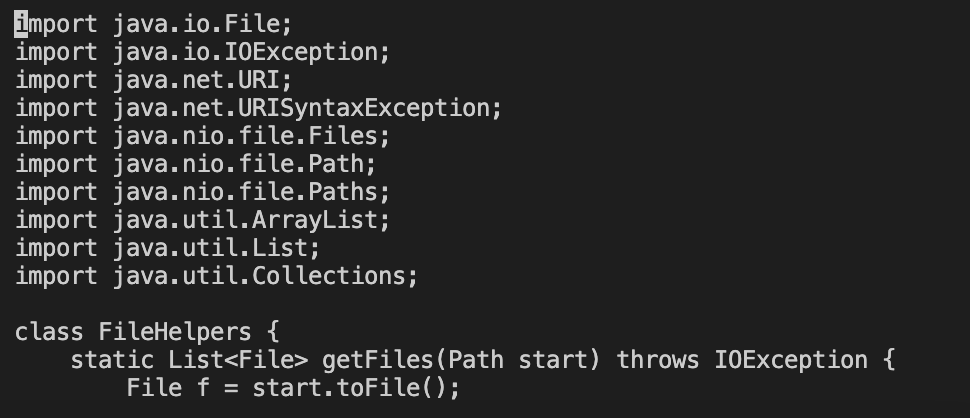 import java.io.File;
import java.io.IOException;
import java.net.URI;
import java.net.URISyntaxException;
import java.nio.file.Files;
import java.nio.file.Path;
import java.nio.file.Paths;
import java.util.ArrayList;
import java.util.List;
import java.util.Collections;

class FileHelpers {
    static List<File> getFiles(Path start) throws IOException {
        File f = start.toFile();